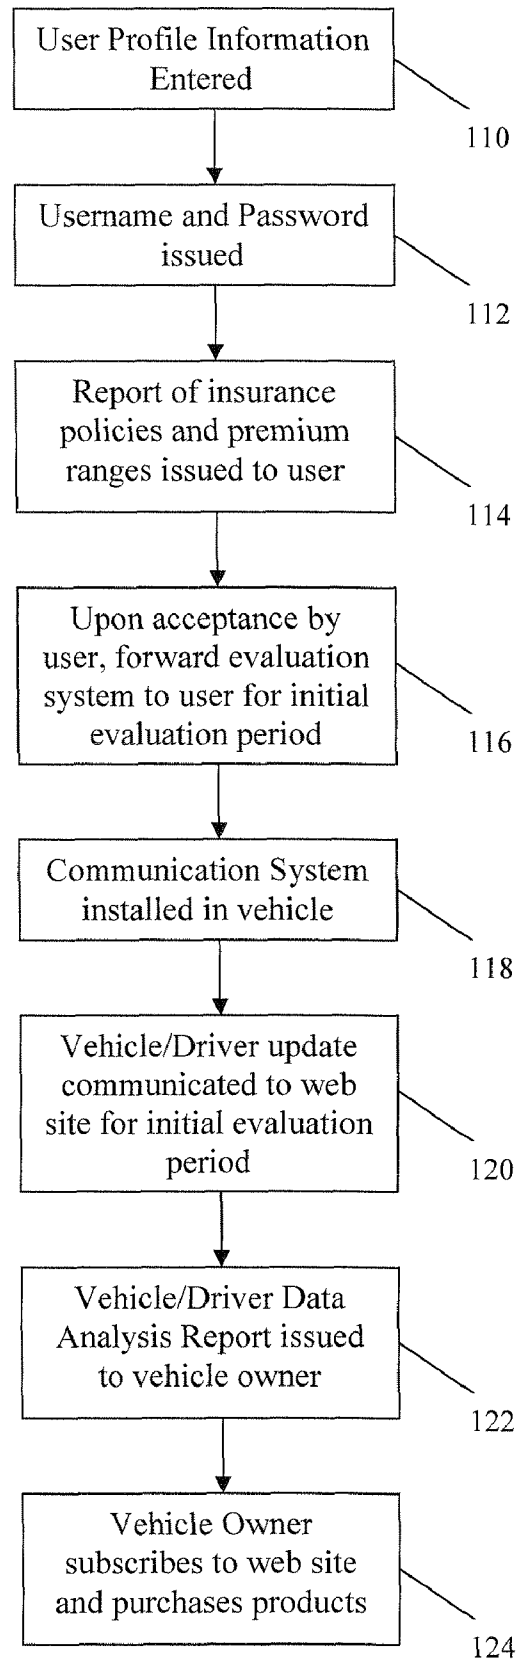 User Profile Information
Entered
110
Username and Password
issued
112
Report of insurance
policies and premium
ranges issued to user
114
Upon acceptance by
user, forward evaluation
system to user for initial
evaluation period
116
Communication System
installed in vehicle
118
Vehicle/Driver update
communicated to web
site for initial evaluation
period
120
Vehicle/Driver Data
Analysis Report issued
to vehicle owner
122
Vehicle Owner
subscribes to web site
and purchases products
124